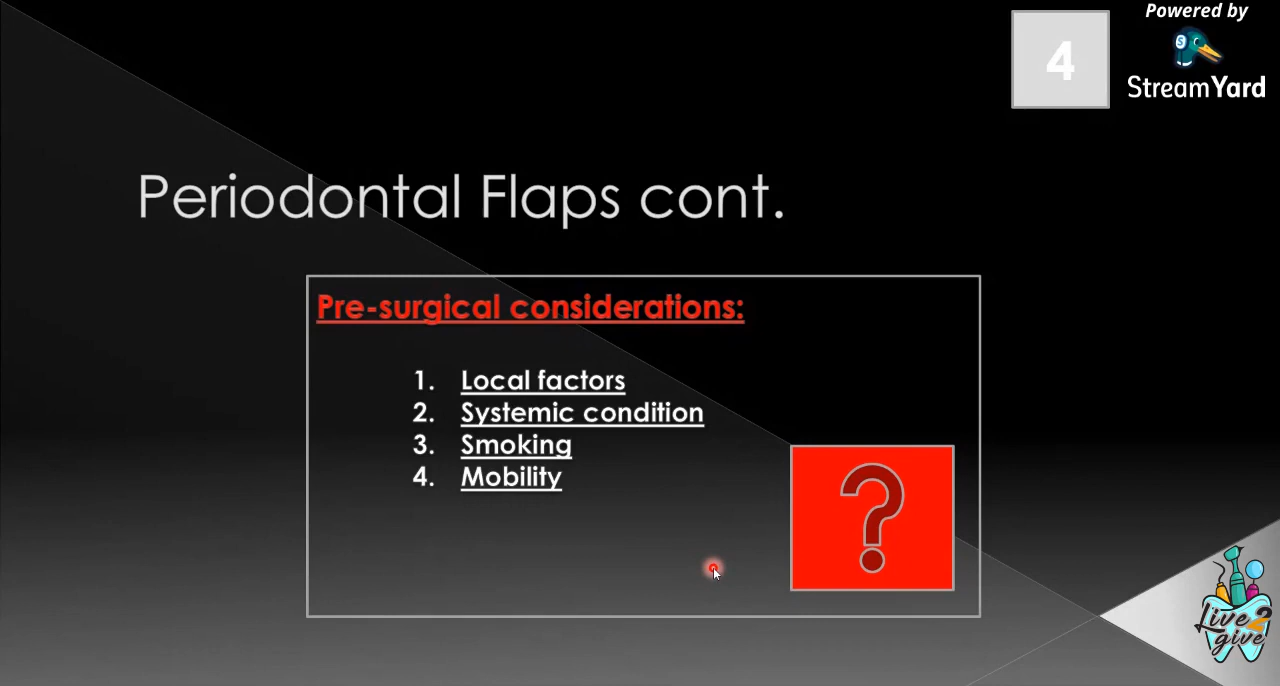 Powered by
4
StreamYard
Periodontal Flaps cont.
Pre-surgical considerations:
1. Local factors
2. Systemic condition
3. Smoking
4. Mobility
?
Live 2
give